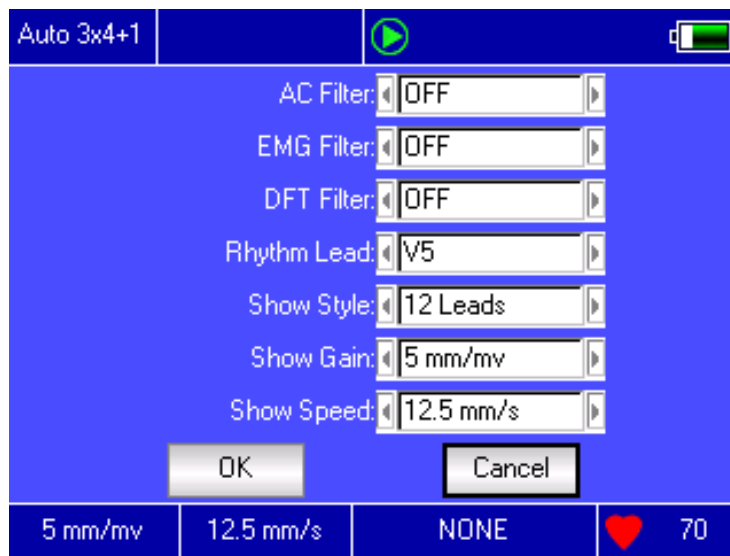 Auto 3x4+1
AC Filter: OFF
EMG Filter: OFF
DFT Filter: OFF
Rhythm Lead: V5
Show Style: 12 Leads
Show Gain: 5 mm/mv
Show Speed: 12.5 mm/s
OK Cancel
5 mm/mv 12.5 mm/s NONE 70